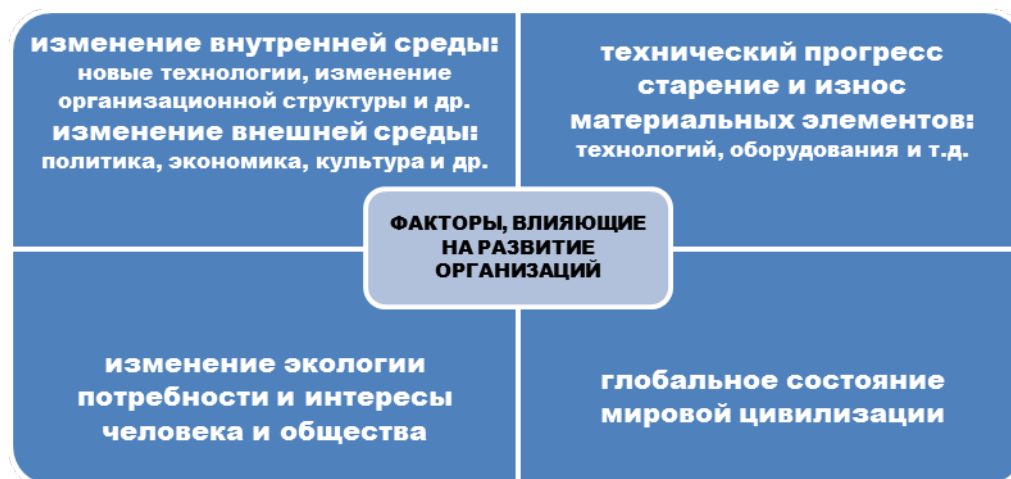 изменение внутренней среды:
новые технологии, изменение
организационной структуры и др.
изменение внешней среды:
политика, экономика, культура и др.
технический прогресс
старение и износ
материальных элементов:
технологий, оборудования и т.д.
ФАКТОРЫ, ВЛИЯЮЩИЕ
НА РАЗВИТИЕ
ОРГАНИЗАЦИЙ
изменение экологии
потребности и интересы
человека и общества
глобальное состояние
мировой цивилизации